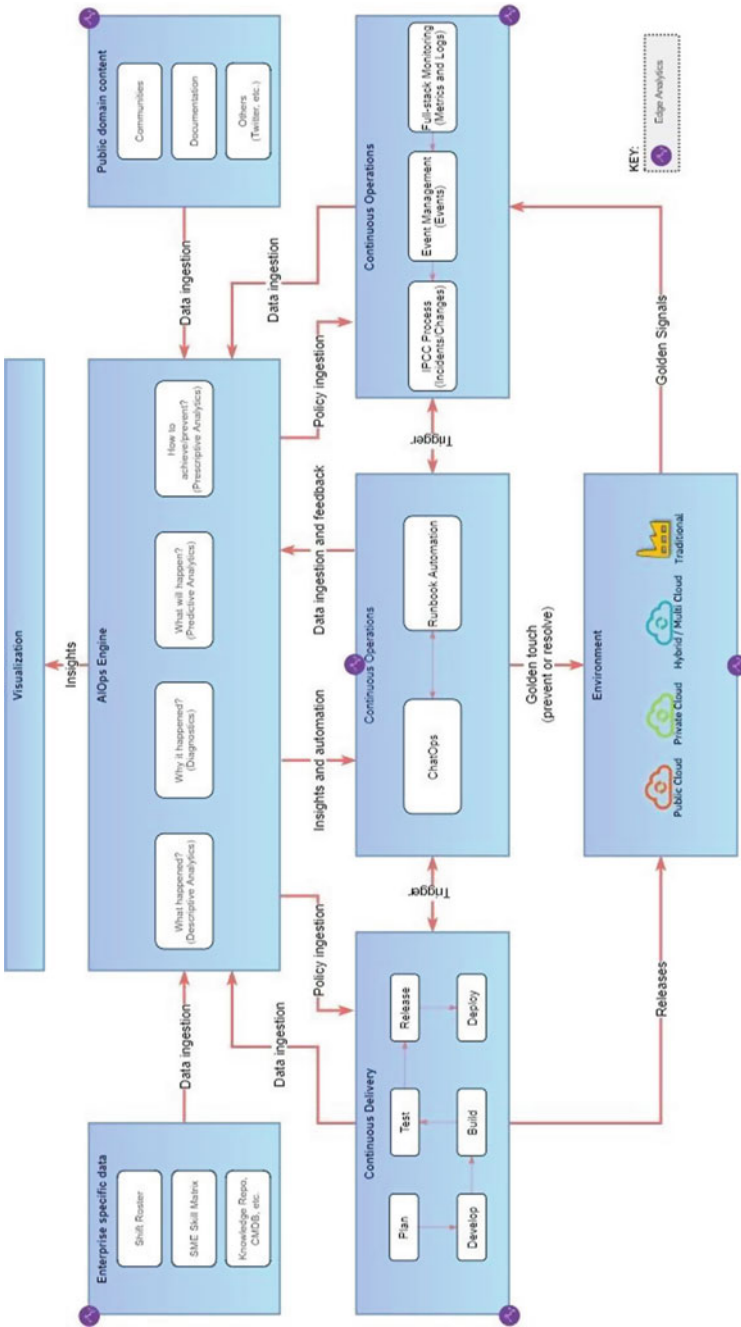 Visualization
Insights
Enterprise specific data
Shift Roster
SME Skill Matrix
Knowledge Repo,
CMDB, etc.
Data ingestion
AIOps Engine
What happened?
(Descriptive Analytics)
Why it happened?
(Diagnostics)
What will happen?
(Predictive Analytics)
How to
achieve/prevent?
(Prescriptive Analytics)
Data ingestion
Public domain content
Communities
Documentation
Others
(Twitter, etc.)
Data ingestion
Policy ingestion
Insights and automation
Data ingestion and feedback
Policy ingestion
Data ingestion
Continuous Delivery
Plan
Test
Release
Develop
Build
Deploy
Trigger
Continuous Operations
ChatOps
Runbook Automation
Trigger
Continuous Operations
IPCC Process
(Incidents/Changes)
Event Management
(Events)
Full-stack Monitoring
(Metrics and Logs)
Releases
Golden touch
(prevent or resolve)
Golden Signals
Environment
Public Cloud
Private Cloud
Hybrid / Multi Cloud
Traditional
KEY:
Edge Analytics